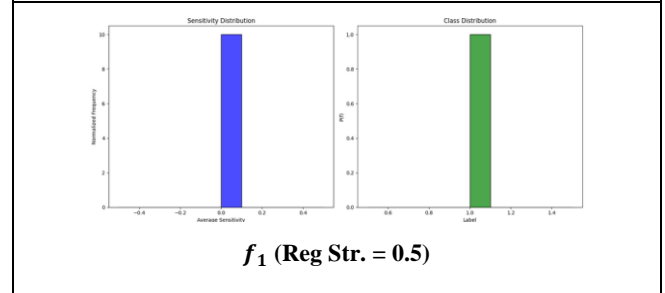 Sensitivity Distribution
Normalized Frequency
10
8
6
4
2
0
−0.4 −0.2 0.0 0.2 0.4
Average Sensitivity
Class Distribution
P(f)
1.0
0.8
0.6
0.4
0.2
0.0
0.6 0.8 1.0 1.2 1.4
Label
f₁ (Reg Str. = 0.5)